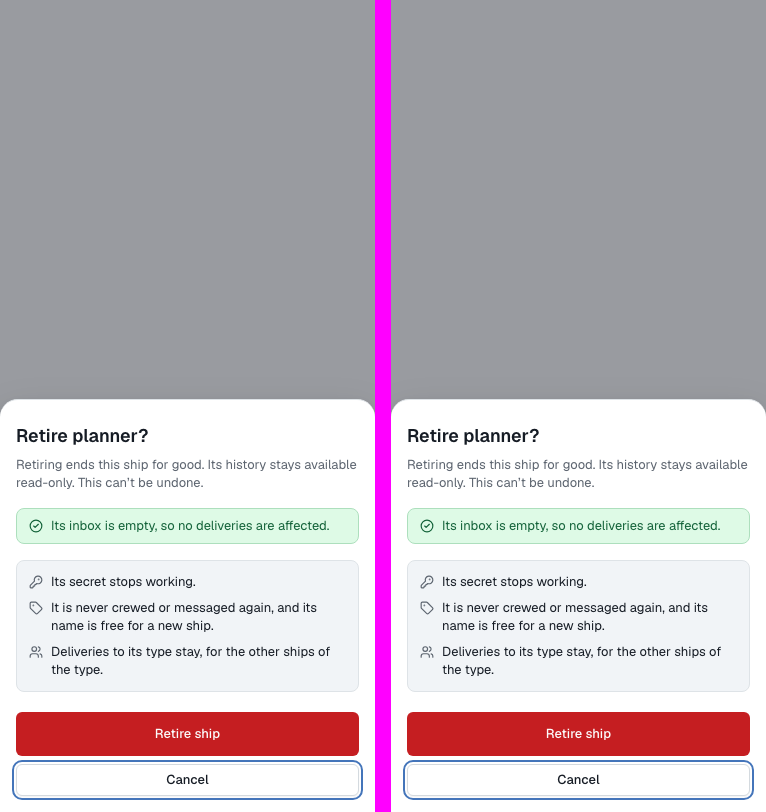 Retire planner?
Retiring ends this ship for good. Its history stays available
read-only. This can’t be undone.
Its inbox is empty, so no deliveries are affected.
Its secret stops working.
It is never crewed or messaged again, and its
name is free for a new ship.
Deliveries to its type stay, for the other ships of
the type.
Retire ship
Cancel
Retire planner?
Retiring ends this ship for good. Its history stays available
read-only. This can’t be undone.
Its inbox is empty, so no deliveries are affected.
Its secret stops working.
It is never crewed or messaged again, and its
name is free for a new ship.
Deliveries to its type stay, for the other ships of
the type.
Retire ship
Cancel